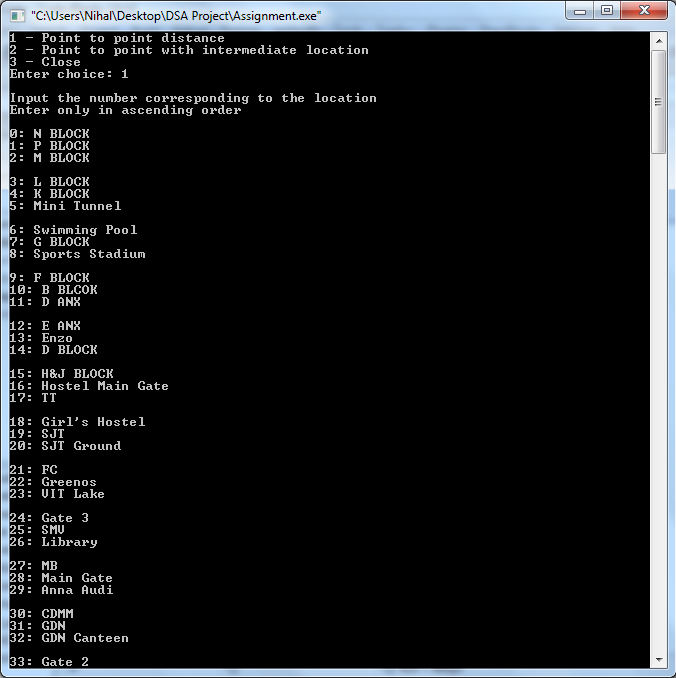 "C:\Users\Nihal\Desktop\DSA Project\Assignment.exe"
1 - Point to point distance
2 - Point to point with intermediate location
3 - Close
Enter choice: 1
Input the number corresponding to the location
Enter only in ascending order
0: N BLOCK
1: P BLOCK
2: M BLOCK
3: L BLOCK
4: K BLOCK
5: Mini Tunnel
6: Swimming Pool
7: G BLOCK
8: Sports Stadium
9: F BLOCK
10: B BLCOK
11: D ANX
12: E ANX
13: Enzo
14: D BLOCK
15: H&J BLOCK
16: Hostel Main Gate
17: TT
18: Girl's Hostel
19: SJT
20: SJT Ground
21: FC
22: Greenos
23: VIT Lake
24: Gate 3
25: SMV
26: Library
27: MB
28: Main Gate
29: Anna Audi
30: CDMM
31: GDN
32: GDN Canteen
33: Gate 2